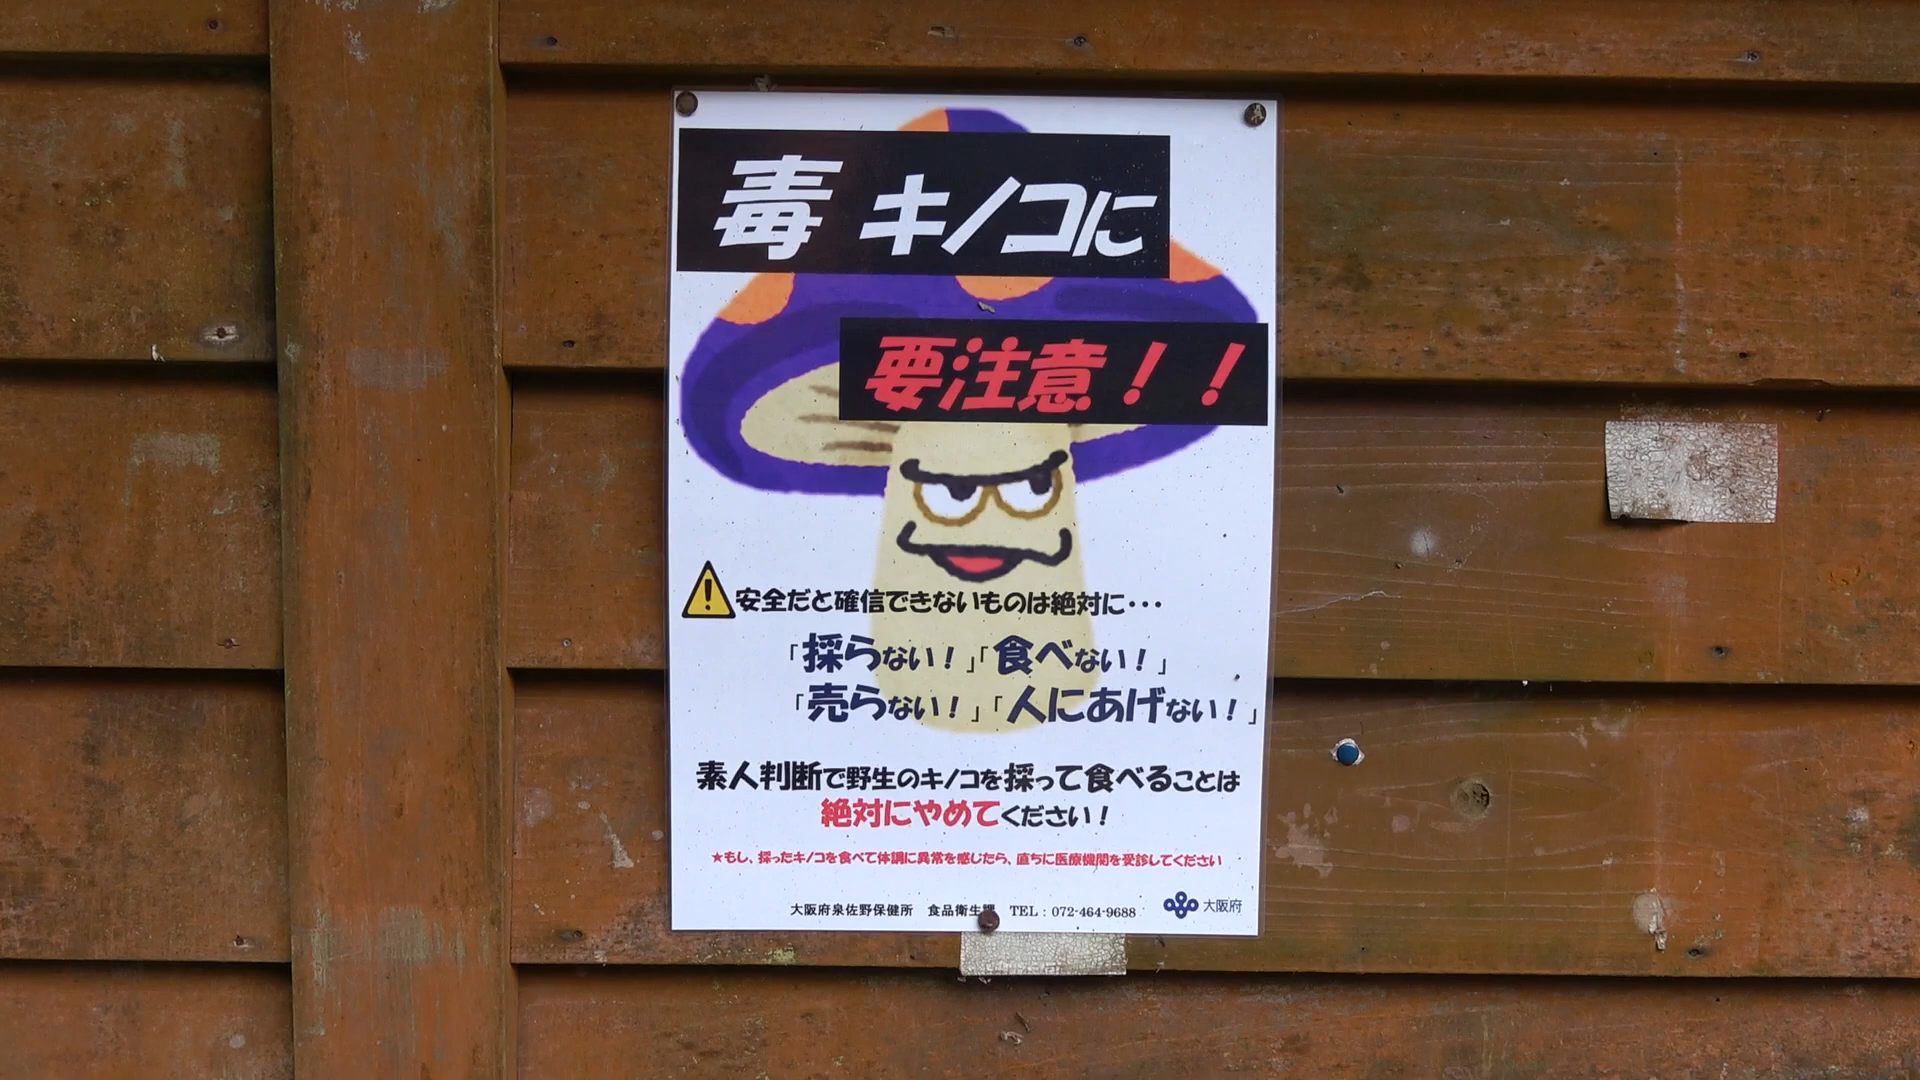 毒 キノコに
要注意！！
安全だと確信できないものは絶対に・・・
「採らない！」「食べない！」
「売らない！」「人にあげない！」
素人判断で野生のキノコを採って食べることは
絶対にやめてください！
★もし、採ったキノコを食べて体調に異常を感じたら、直ちに医療機関を受診してください
大阪府泉佐野保健所 食品衛生課 TEL：072-464-9688
大阪府